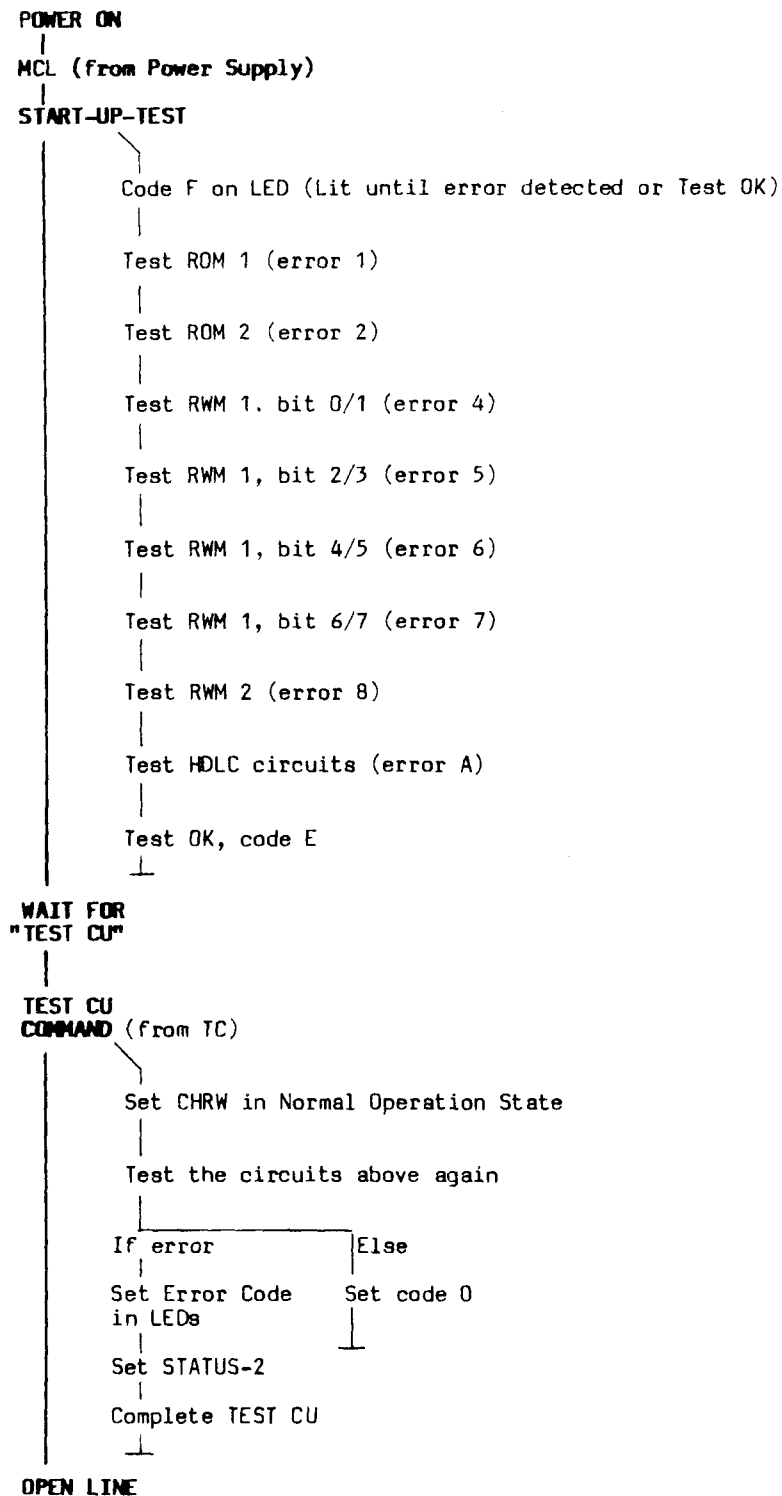 POWER ON
MCL (from Power Supply)
START-UP-TEST
Code F on LED (Lit until error detected or Test OK)
Test ROM 1 (error 1)
Test ROM 2 (error 2)
Test RWM 1. bit 0/1 (error 4)
Test RWM 1, bit 2/3 (error 5)
Test RWM 1, bit 4/5 (error 6)
Test RWM 1, bit 6/7 (error 7)
Test RWM 2 (error 8)
Test HDLC circuits (error A)
Test OK, code E
WAIT FOR
"TEST CU"
TEST CU
COMMAND (from TC)
Set CHRW in Normal Operation State
Test the circuits above again
If error Else
Set Error Code Set code 0
in LEDs
Set STATUS-2
Complete TEST CU
OPEN LINE